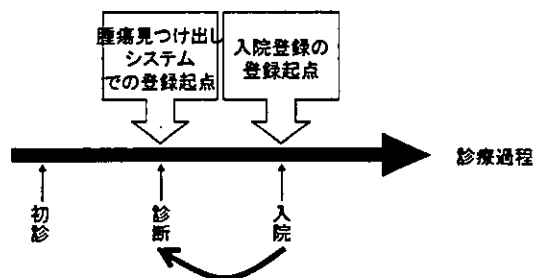 腫瘍見つけ出し
システム
での登録起点
入院登録の
登録起点
診療過程
初診
診断
入院